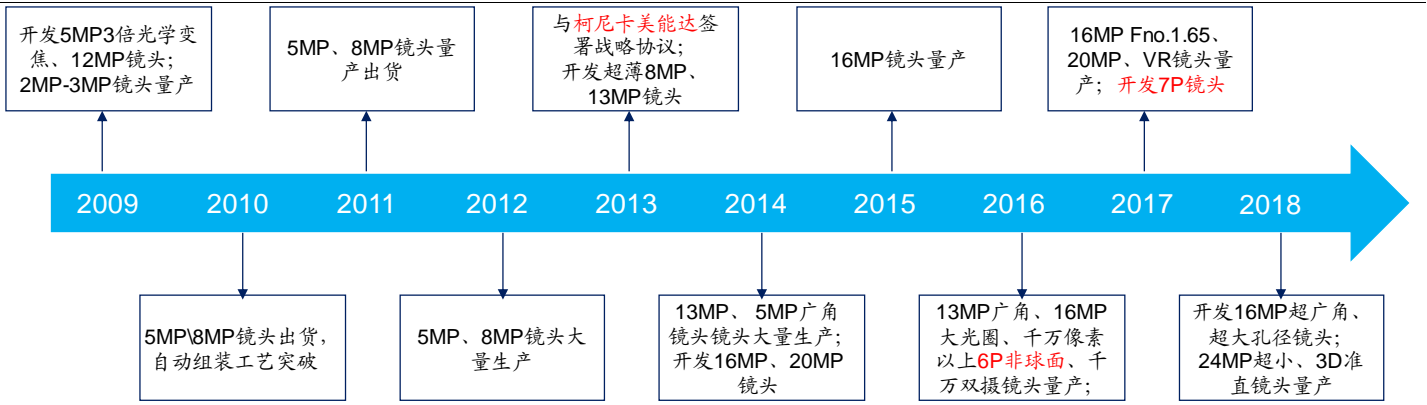 开发5MP3倍光学变
焦、12MP镜头；
2MP-3MP镜头量产
5MP、8MP镜头量
产出货
与柯尼卡美能达签
署战略协议；
开发超薄8MP、
13MP镜头
16MP镜头量产
16MP Fno.1.65、
20MP、VR镜头量
产；开发7P镜头
2009 2010 2011 2012 2013 2014 2015 2016 2017 2018
5MP\8MP镜头出货，
自动组装工艺突破
5MP、8MP镜头大
量生产
13MP、 5MP广角
镜头镜头大量生产；
开发16MP、20MP
镜头
13MP广角、16MP
大光圈、千万像素
以上6P非球面、千
万双摄镜头量产；
开发16MP超广角、
超大孔径镜头；
24MP超小、3D准
直镜头量产